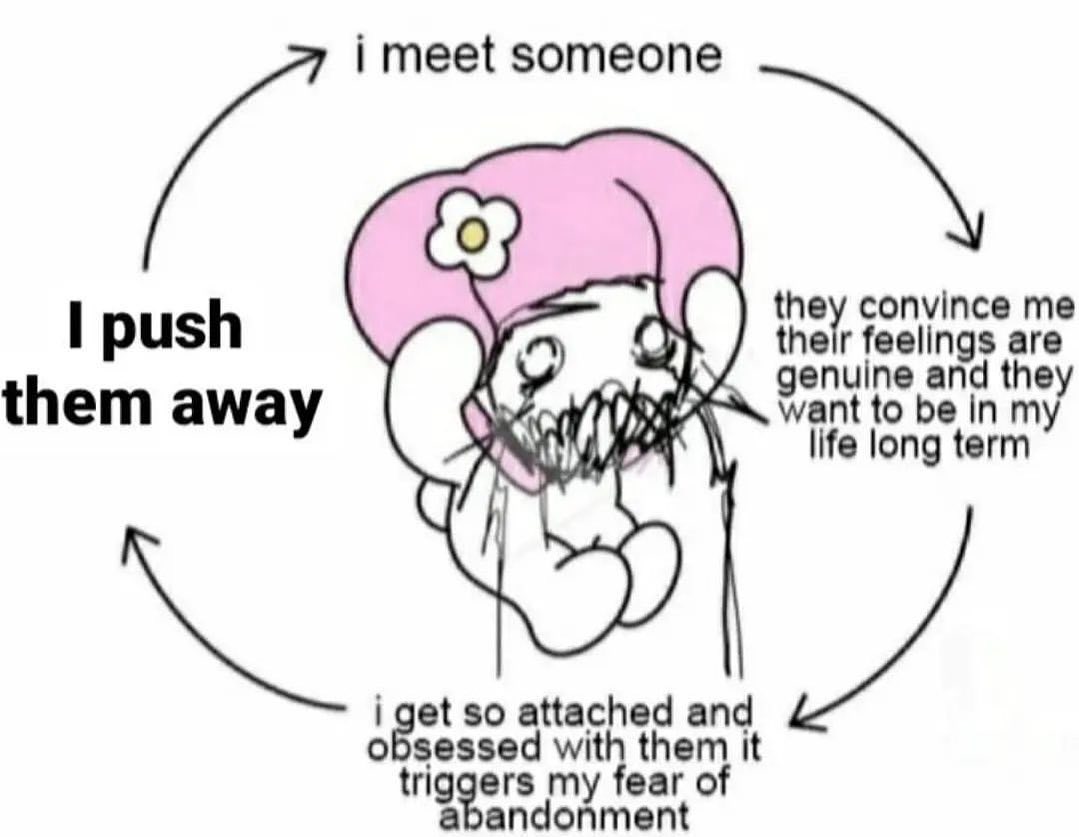 i meet someone
they convince me
their feelings are
genuine and they
want to be in my
life long term
i get so attached and
obsessed with them it
triggers my fear of
abandonment
I push
them away